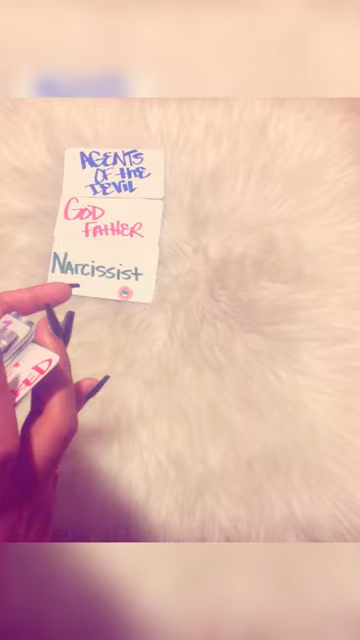 AGENTS
OF THE
DEVIL
GOD
FATHER
Narcissist